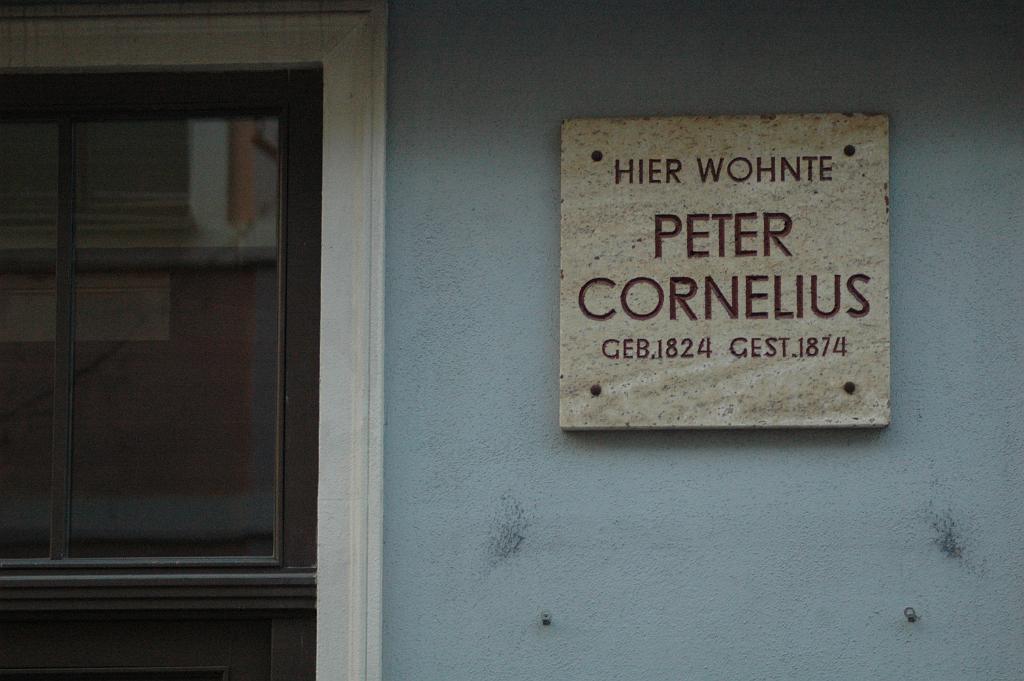 HIER WOHNTE
PETER
CORNELIUS
GEB.1824 GEST.1874